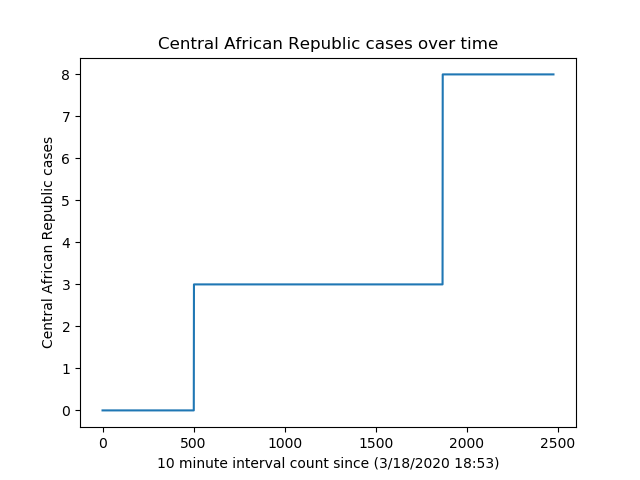 Central African Republic cases over time
8
7
6
5
4
3
2
1
0
Central African Republic cases
0 500 1000 1500 2000 2500
10 minute interval count since (3/18/2020 18:53)